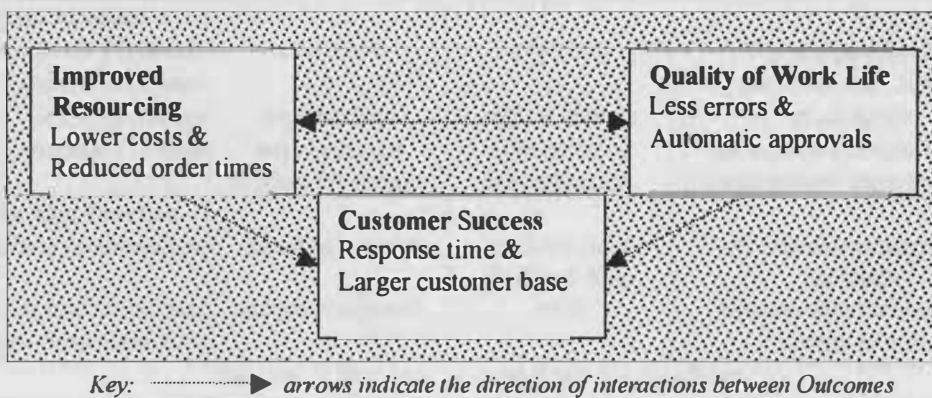 Improved
Resourcing
Lower costs &
Reduced order times
Quality of Work Life
Less errors &
Automatic approvals
Customer Success
Response time &
Larger customer base
Key: arrows indicate the direction of interactions between Outcomes